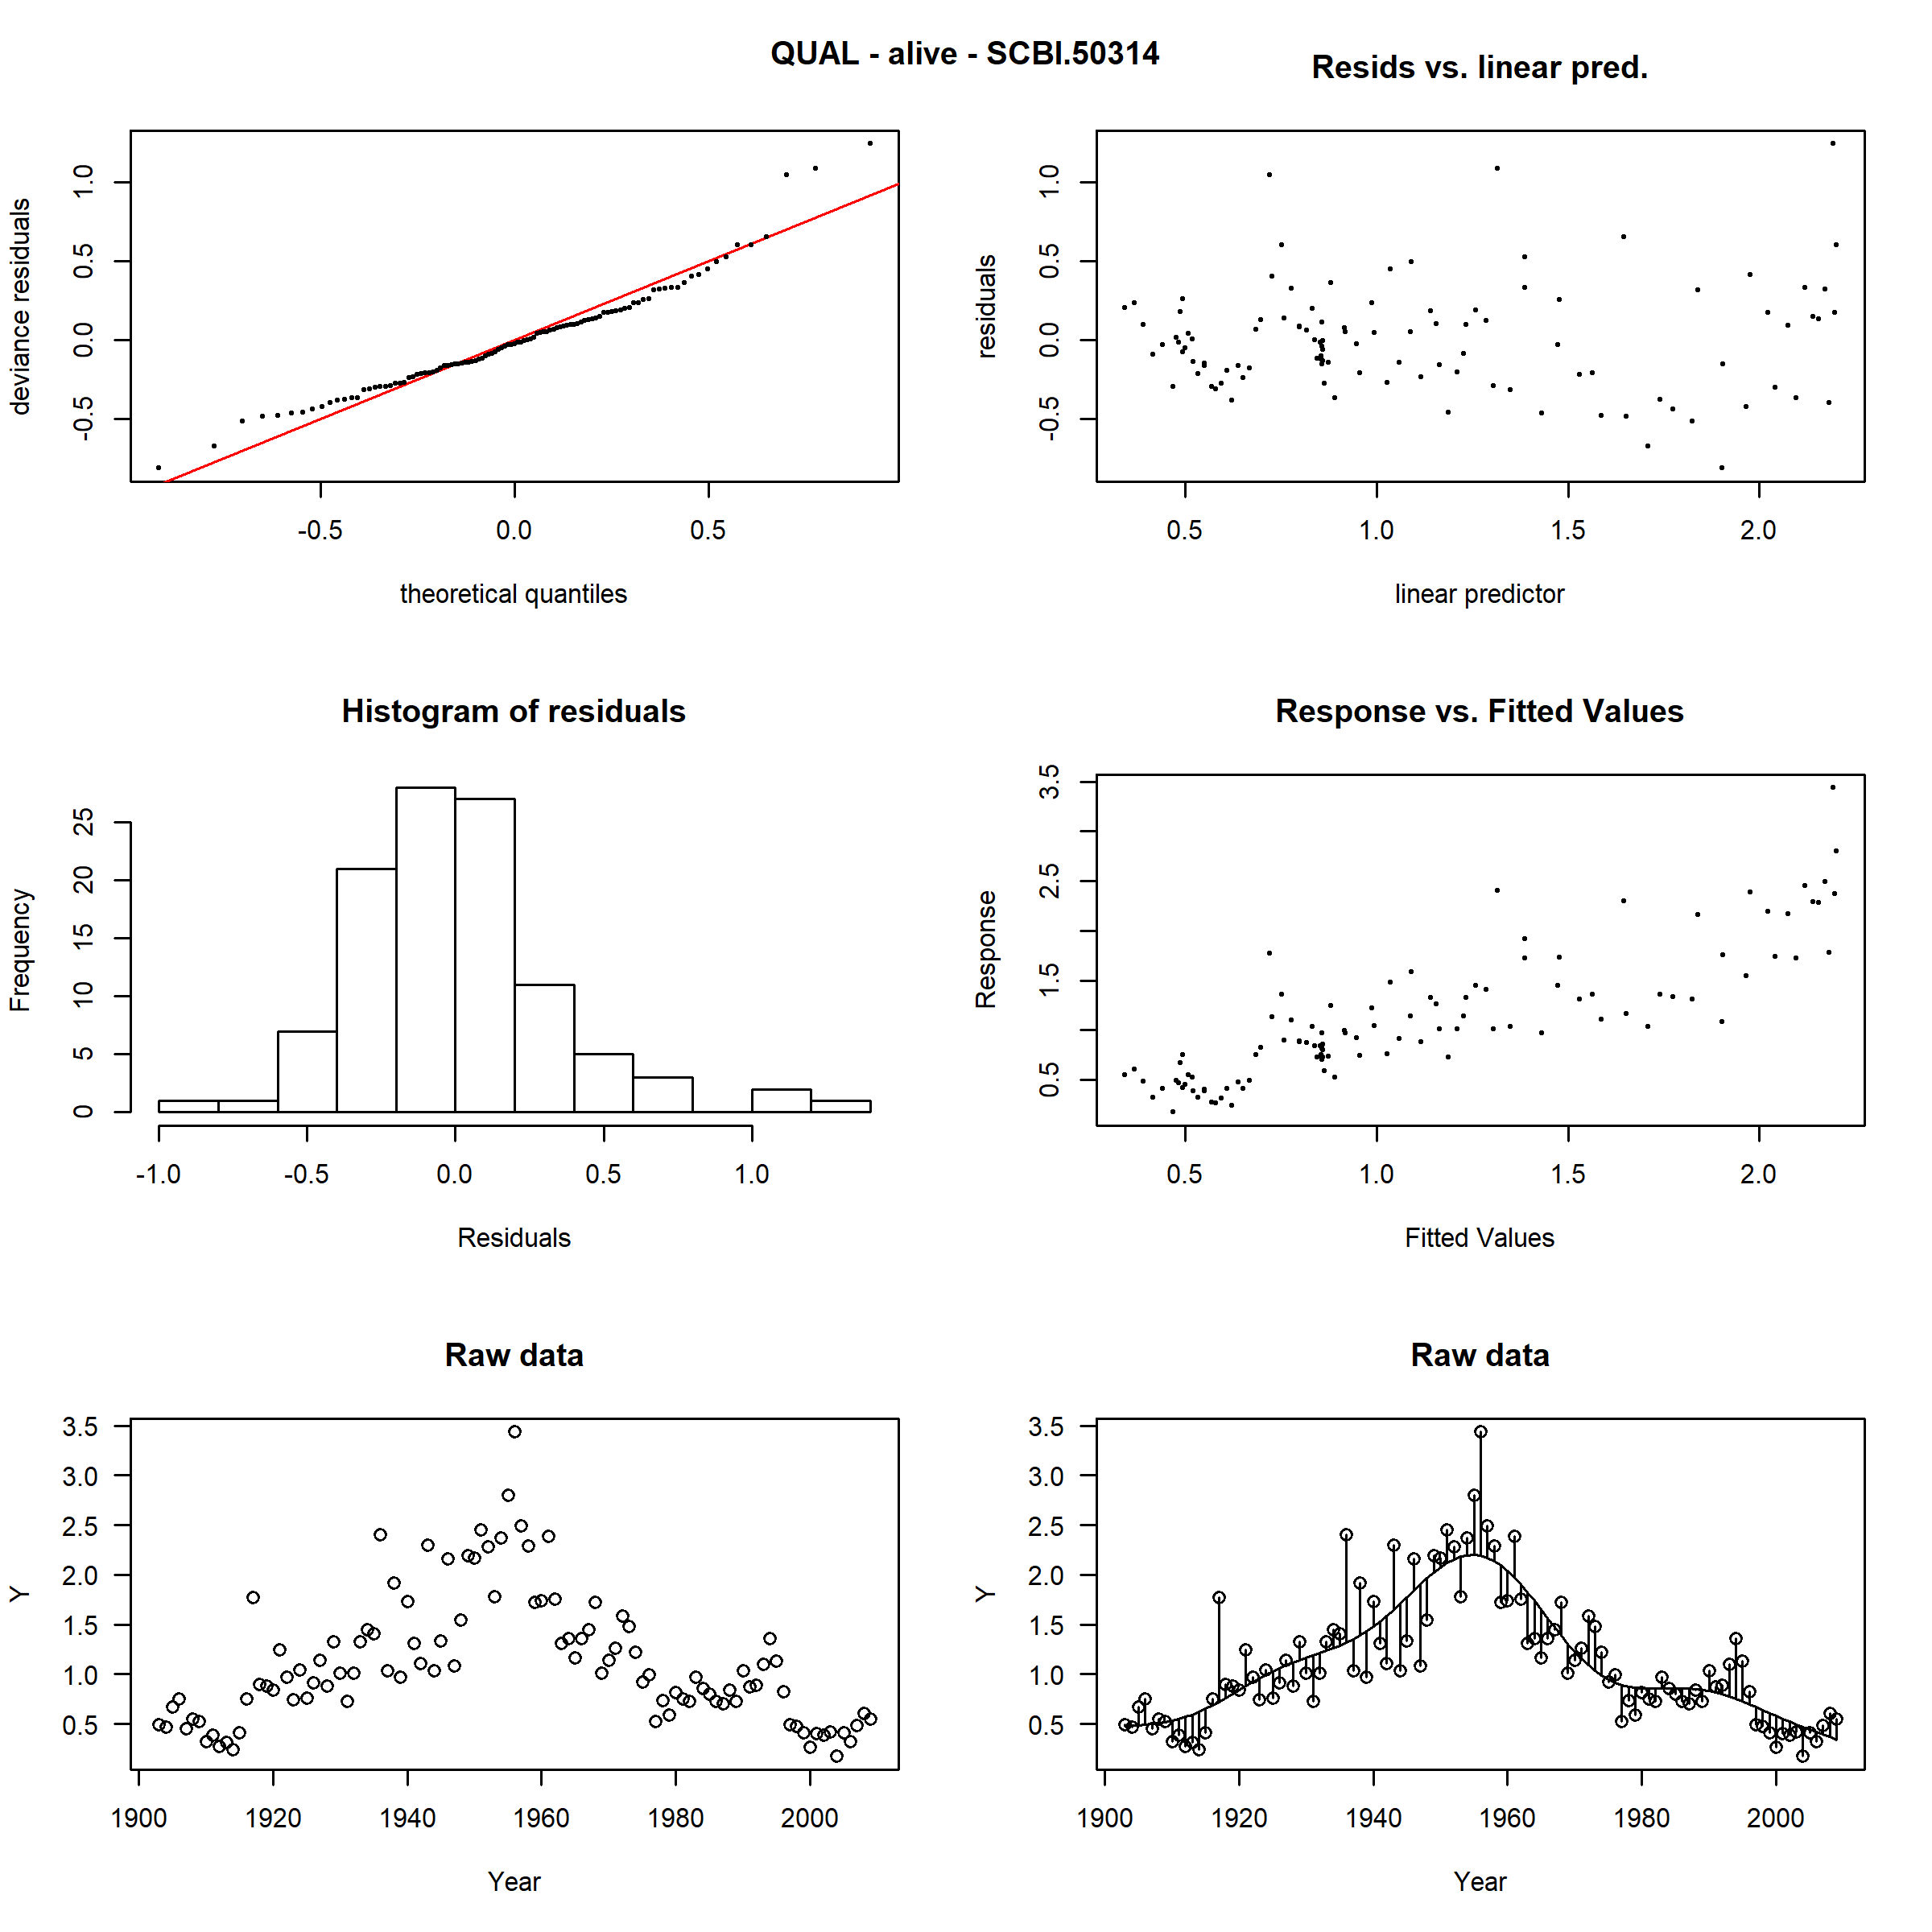 QUAL - alive - SCBI.50314
Resids vs. linear pred.
deviance residuals
-0.5 0.0 0.5 1.0
-0.5 0.0 0.5
theoretical quantiles
residuals
-0.5 0.0 0.5 1.0
0.5 1.0 1.5 2.0
linear predictor
Histogram of residuals
Frequency
0 5 10 15 20 25
-1.0 -0.5 0.0 0.5 1.0
Residuals
Response vs. Fitted Values
Response
0.5 1.5 2.5 3.5
0.5 1.0 1.5 2.0
Fitted Values
Raw data
Y
3.5
3.0
2.5
2.0
1.5
1.0
0.5
1900 1920 1940 1960 1980 2000
Year
Raw data
Y
3.5
3.0
2.5
2.0
1.5
1.0
0.5
1900 1920 1940 1960 1980 2000
Year